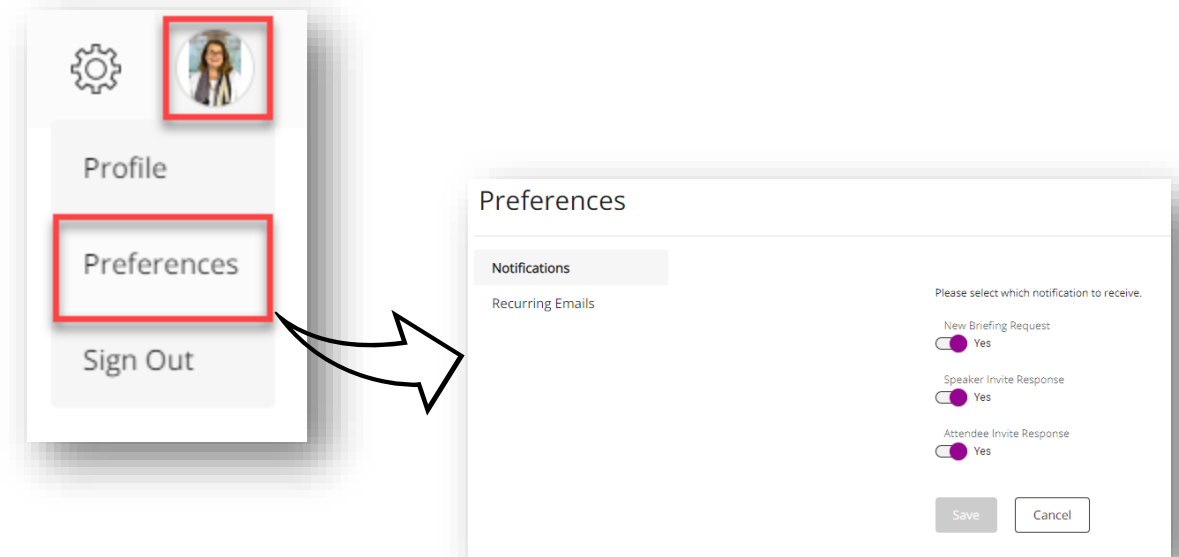 Profile
Preferences
Sign Out
Preferences
Notifications
Recurring Emails
Please select which notification to receive.
New Briefing Request
Yes
Speaker Invite Response
Yes
Attendee Invite Response
Yes
Save
Cancel